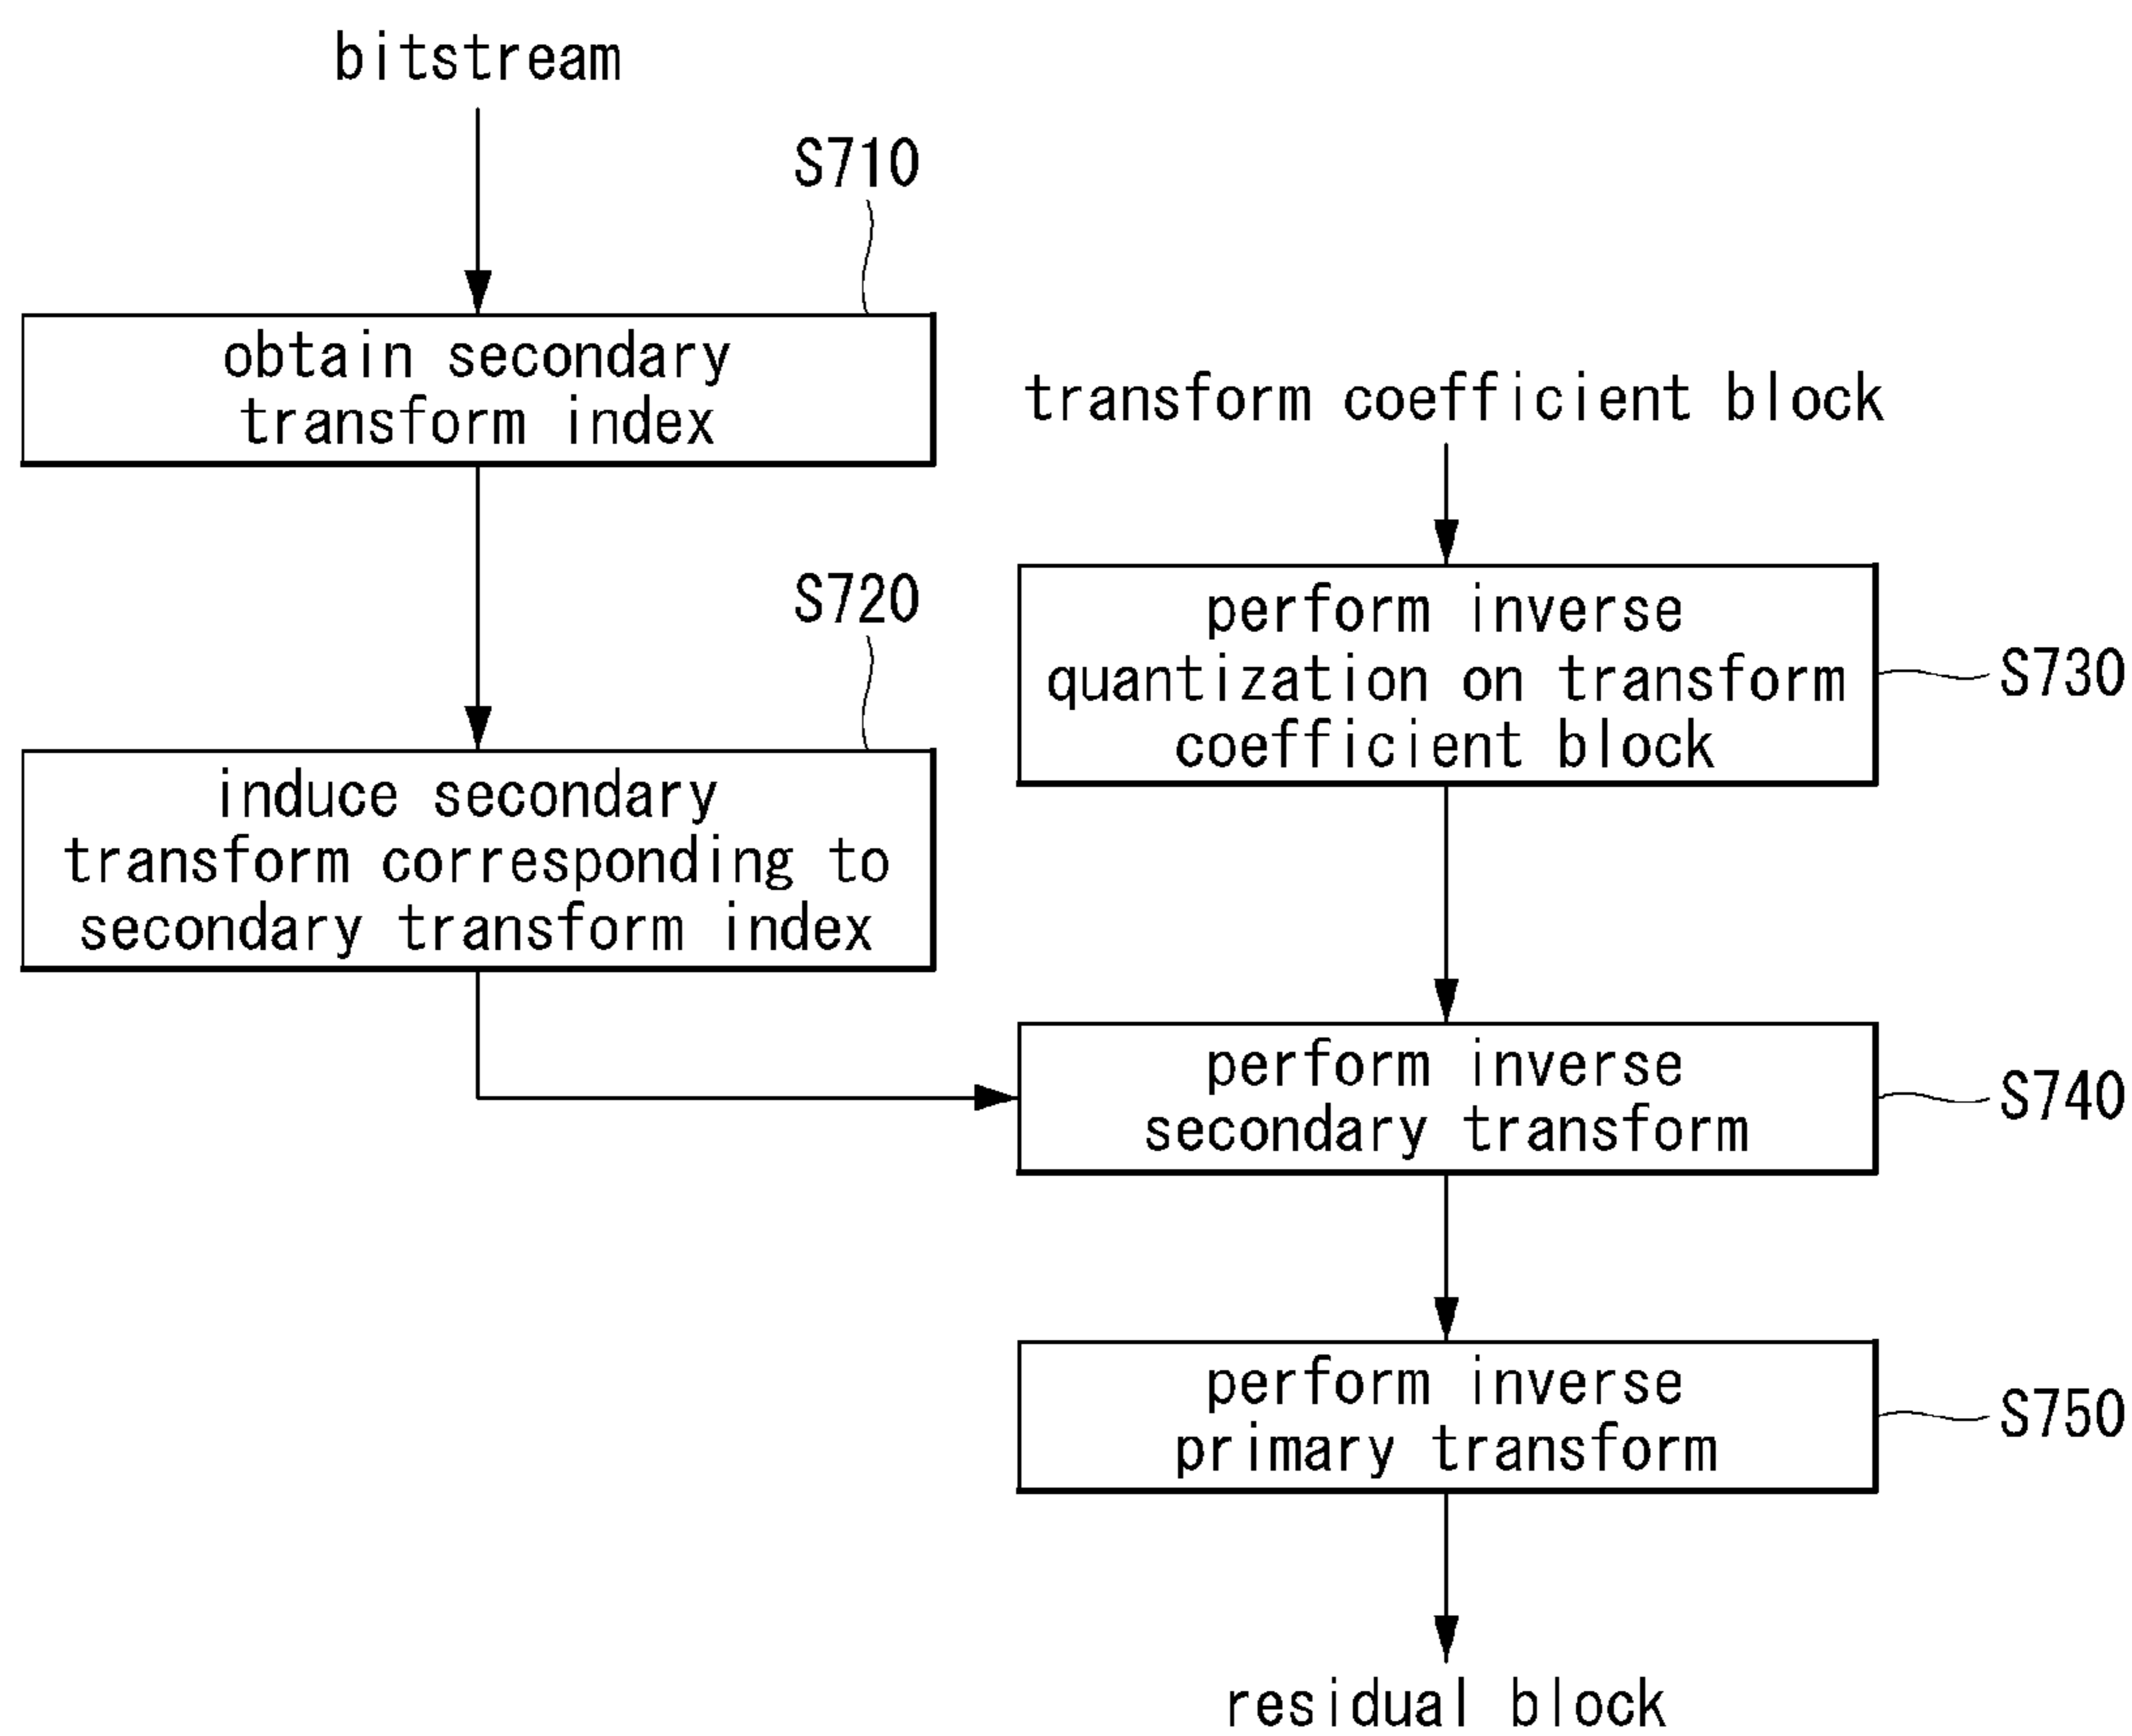 bitstream
S710
obtain secondary
transform index
S720
induce secondary
transform corresponding to
secondary transform index
transform coefficient block
perform inverse
quantization on transform
coefficient block
S730
perform inverse
secondary transform
S740
perform inverse
primary transform
S750
residual block